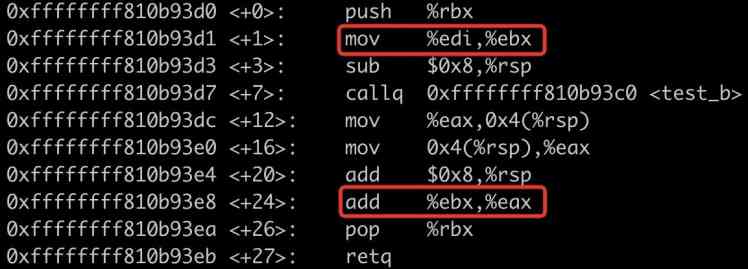 0xffffffff810b93d0 <+0>: push %rbx
0xffffffff810b93d1 <+1>: mov %edi,%ebx
0xffffffff810b93d3 <+3>: sub $0x8,%rsp
0xffffffff810b93d7 <+7>: callq 0xffffffff810b93c0 <test_b>
0xffffffff810b93dc <+12>: mov %eax,0x4(%rsp)
0xffffffff810b93e0 <+16>: mov 0x4(%rsp),%eax
0xffffffff810b93e4 <+20>: add $0x8,%rsp
0xffffffff810b93e8 <+24>: add %ebx,%eax
0xffffffff810b93ea <+26>: pop %rbx
0xffffffff810b93eb <+27>: retq